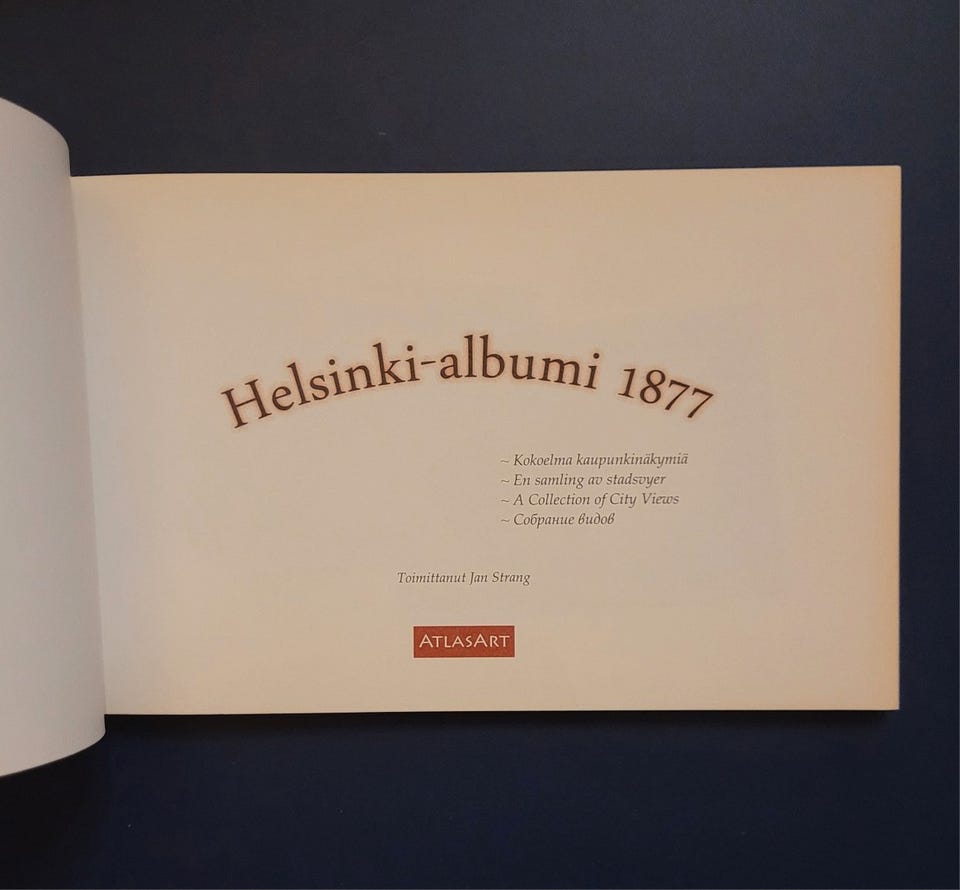 Helsinki-albumi 1877
~ Kokoelma kaupunkinäkymiä
~ En samling av stadsvyer
~ A Collection of City Views
~ Собрание видов
Toimittanut Jan Strang
ATLASART